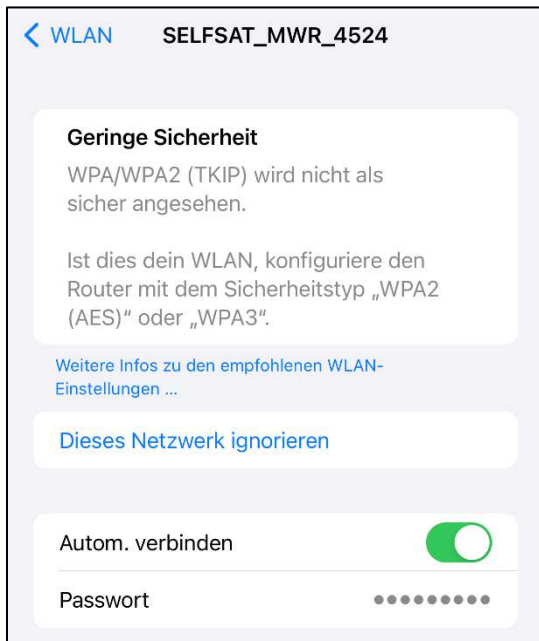 WLAN
SELFSAT_MWR_4524
Geringe Sicherheit
WPA/WPA2 (TKIP) wird nicht als
sicher angesehen.
Ist dies dein WLAN, konfiguriere den
Router mit dem Sicherheitstyp „WPA2
(AES)“ oder „WPA3“.
Weitere Infos zu den empfohlenen WLAN-
Einstellungen ...
Dieses Netzwerk ignorieren
Autom. verbinden
Passwort